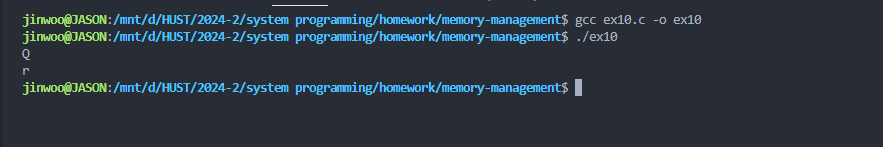 jinwoo@JASON:/mnt/d/HUST/2024-2/system programming/homework/memory-management$ gcc ex10.c -o ex10
jinwoo@JASON:/mnt/d/HUST/2024-2/system programming/homework/memory-management$ ./ex10
Q
r
jinwoo@JASON:/mnt/d/HUST/2024-2/system programming/homework/memory-management$